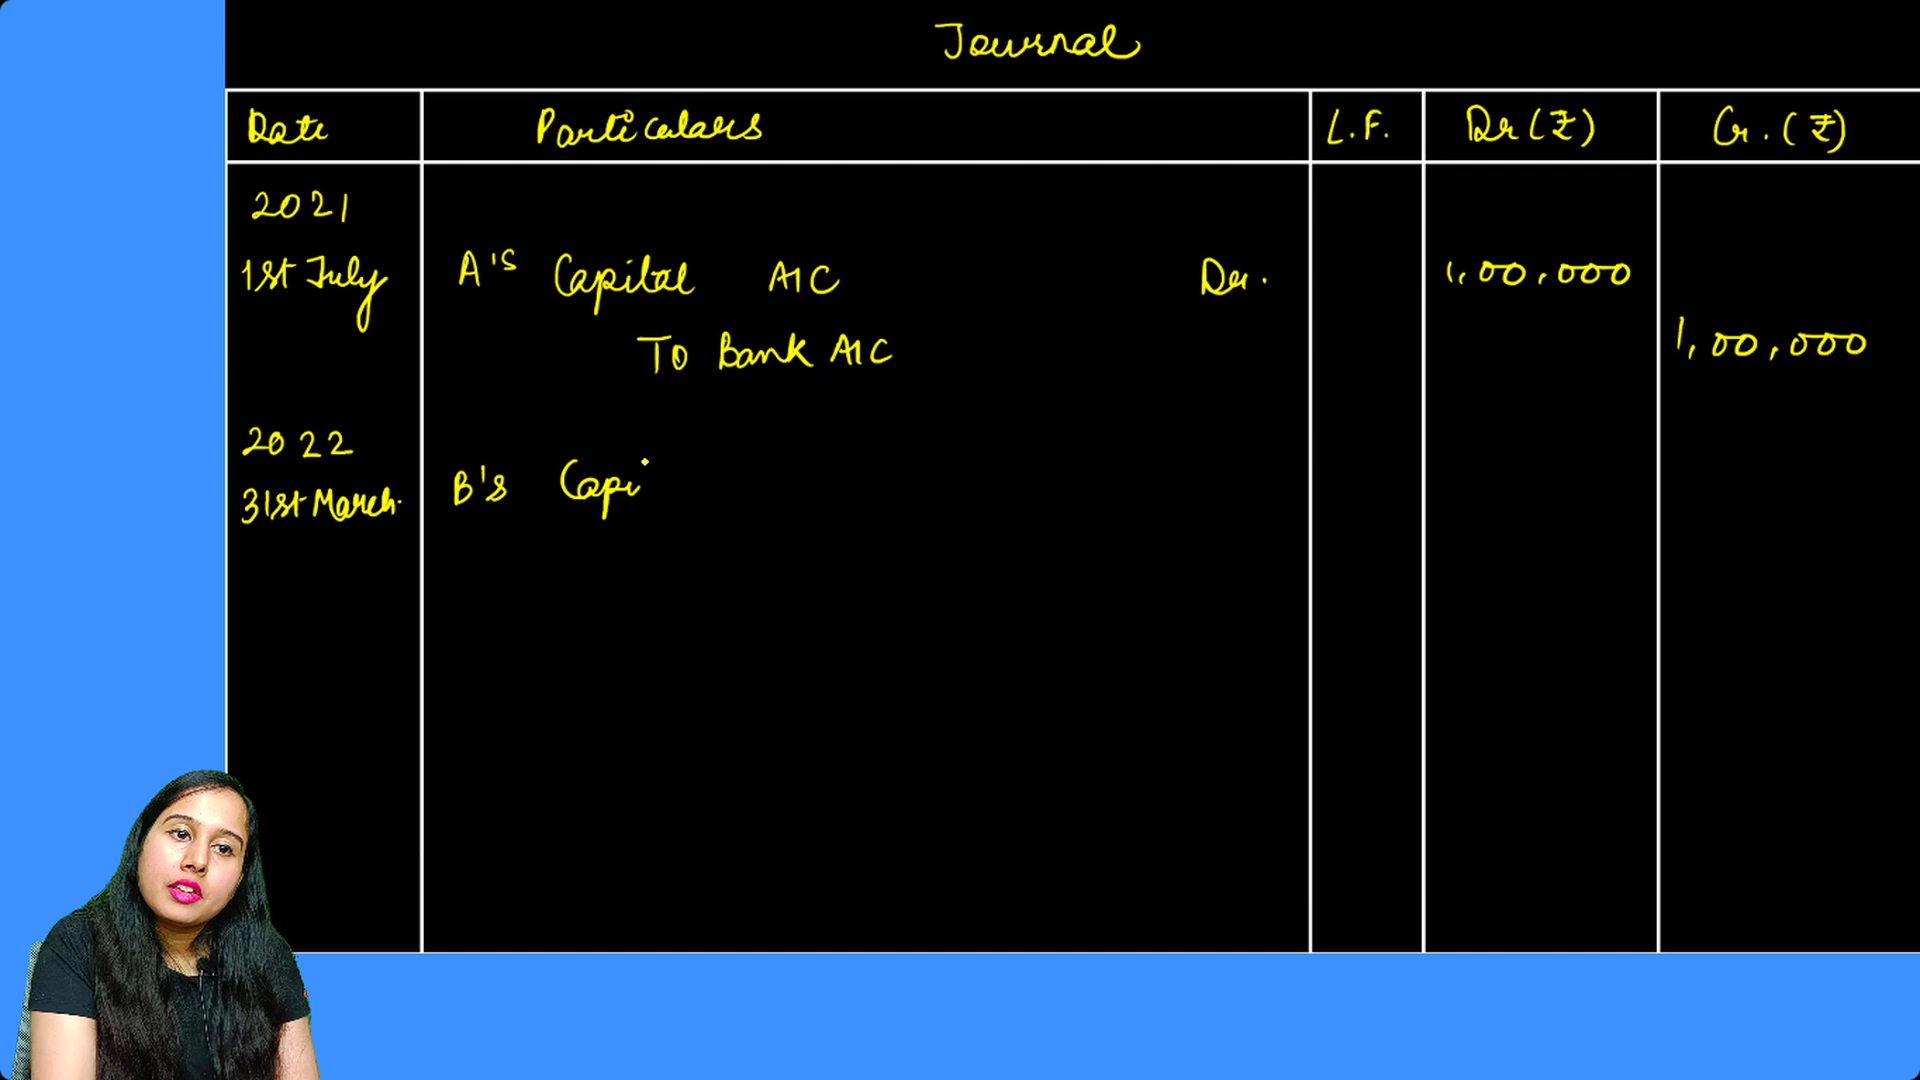 Journal
Date Particulars L.F. Dr (₹) Cr. (₹)
2021
1st July A's Capital A/C Dr. 1,00,000
To Bank A/C 1,00,000
2022
31st March. B's Capi